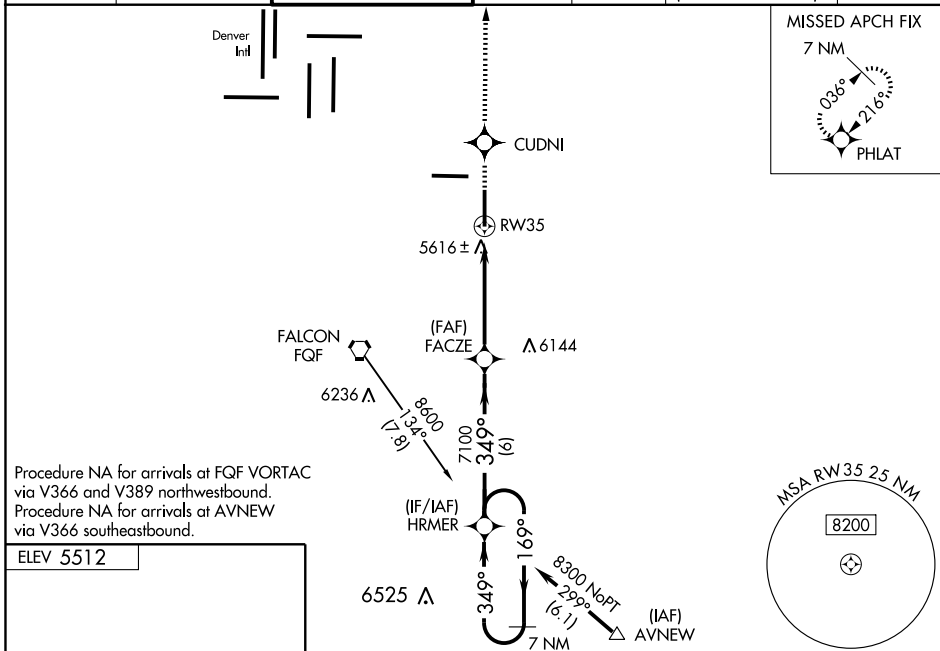 Denver
Intl
MISSED APCH FIX
7 NM
036°
216°
PHLAT
CUDNI
RW35
5616 ±
(FAF)
FACZE
6144
FALCON
FQF
6236
8600
134°
(7.8)
7100
349°
(6)
Procedure NA for arrivals at FQF VORTAC
via V366 and V389 northwestbound.
Procedure NA for arrivals at AVNEW
via V366 southeastbound.
(IF/IAF)
HRMER
169°
349°
7 NM
8300 NoPT
299°
(6.1)
(IAF)
AVNEW
MSA RW35 25 NM
8200
ELEV 5512
6525